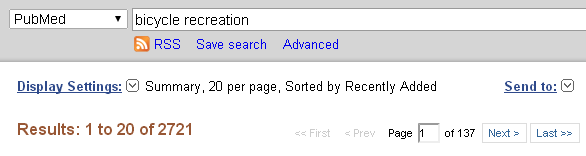 PubMed bicycle recreation
RSS Save search Advanced
Display Settings: Summary, 20 per page, Sorted by Recently Added Send to:
Results: 1 to 20 of 2721 << First < Prev Page 1 of 137 Next > Last >>